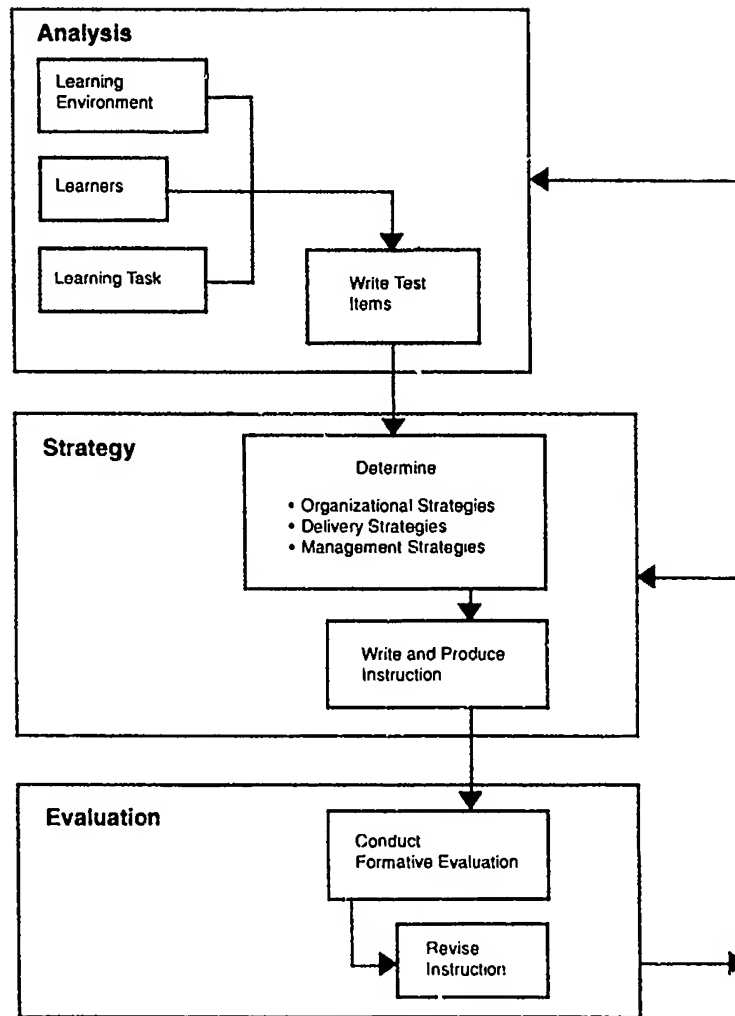 Analysis
Learning
Environment
Learners
Learning Task
Write Test
Items
Strategy
Determine
• Organizational Strategies
• Delivery Strategies
• Management Strategies
Write and Produce
Instruction
Evaluation
Conduct
Formative Evaluation
Revise
Instruction